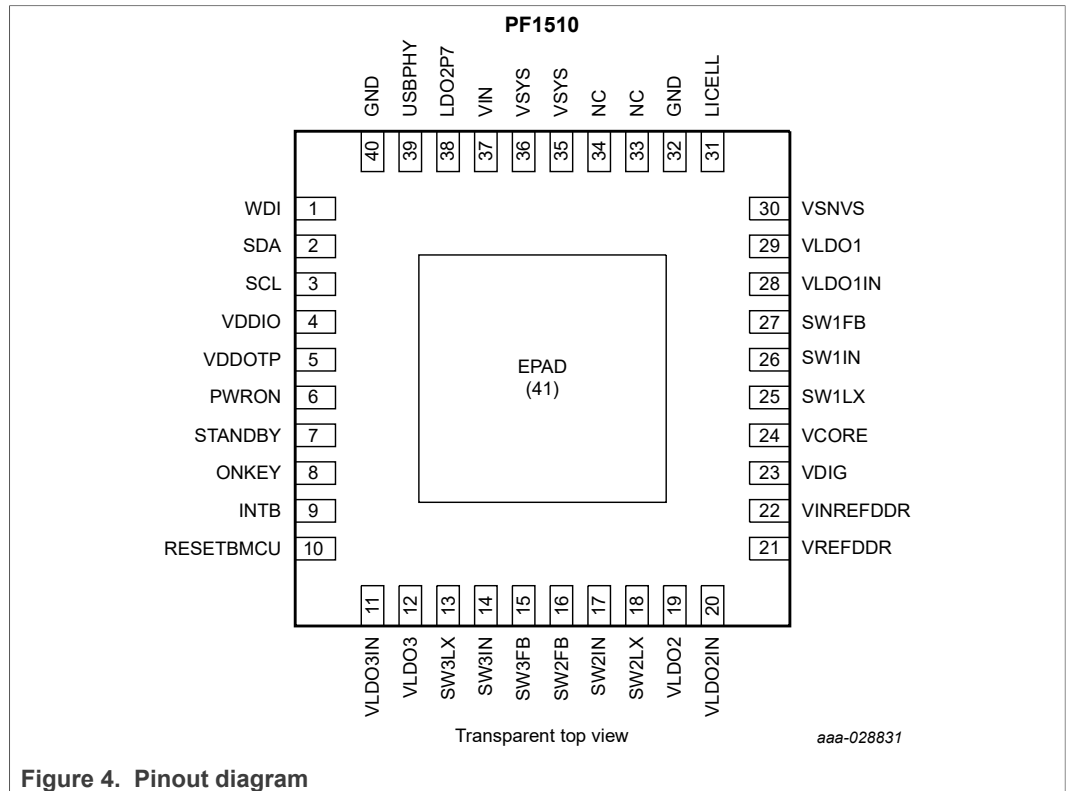 PF1510
GND
USBPHY
LDO2P7
VIN
VSYS
VSYS
NC
NC
GND
LICELL
40
39
38
37
36
35
34
33
32
31
WDI 1
SDA 2
SCL 3
VDDIO 4
VDDOTP 5
PWRON 6
STANDBY 7
ONKEY 8
INTB 9
RESETBMCU 10
EPAD
(41)
30 VSNVS
29 VLDO1
28 VLDO1IN
27 SW1FB
26 SW1IN
25 SW1LX
24 VCORE
23 VDIG
22 VINREFDDR
21 VREFDDR
11
12
13
14
15
16
17
18
19
20
VLDO3IN
VLDO3
SW3LX
SW3IN
SW3FB
SW2FB
SW2IN
SW2LX
VLDO2
VLDO2IN
Transparent top view
aaa-028831
Figure 4. Pinout diagram